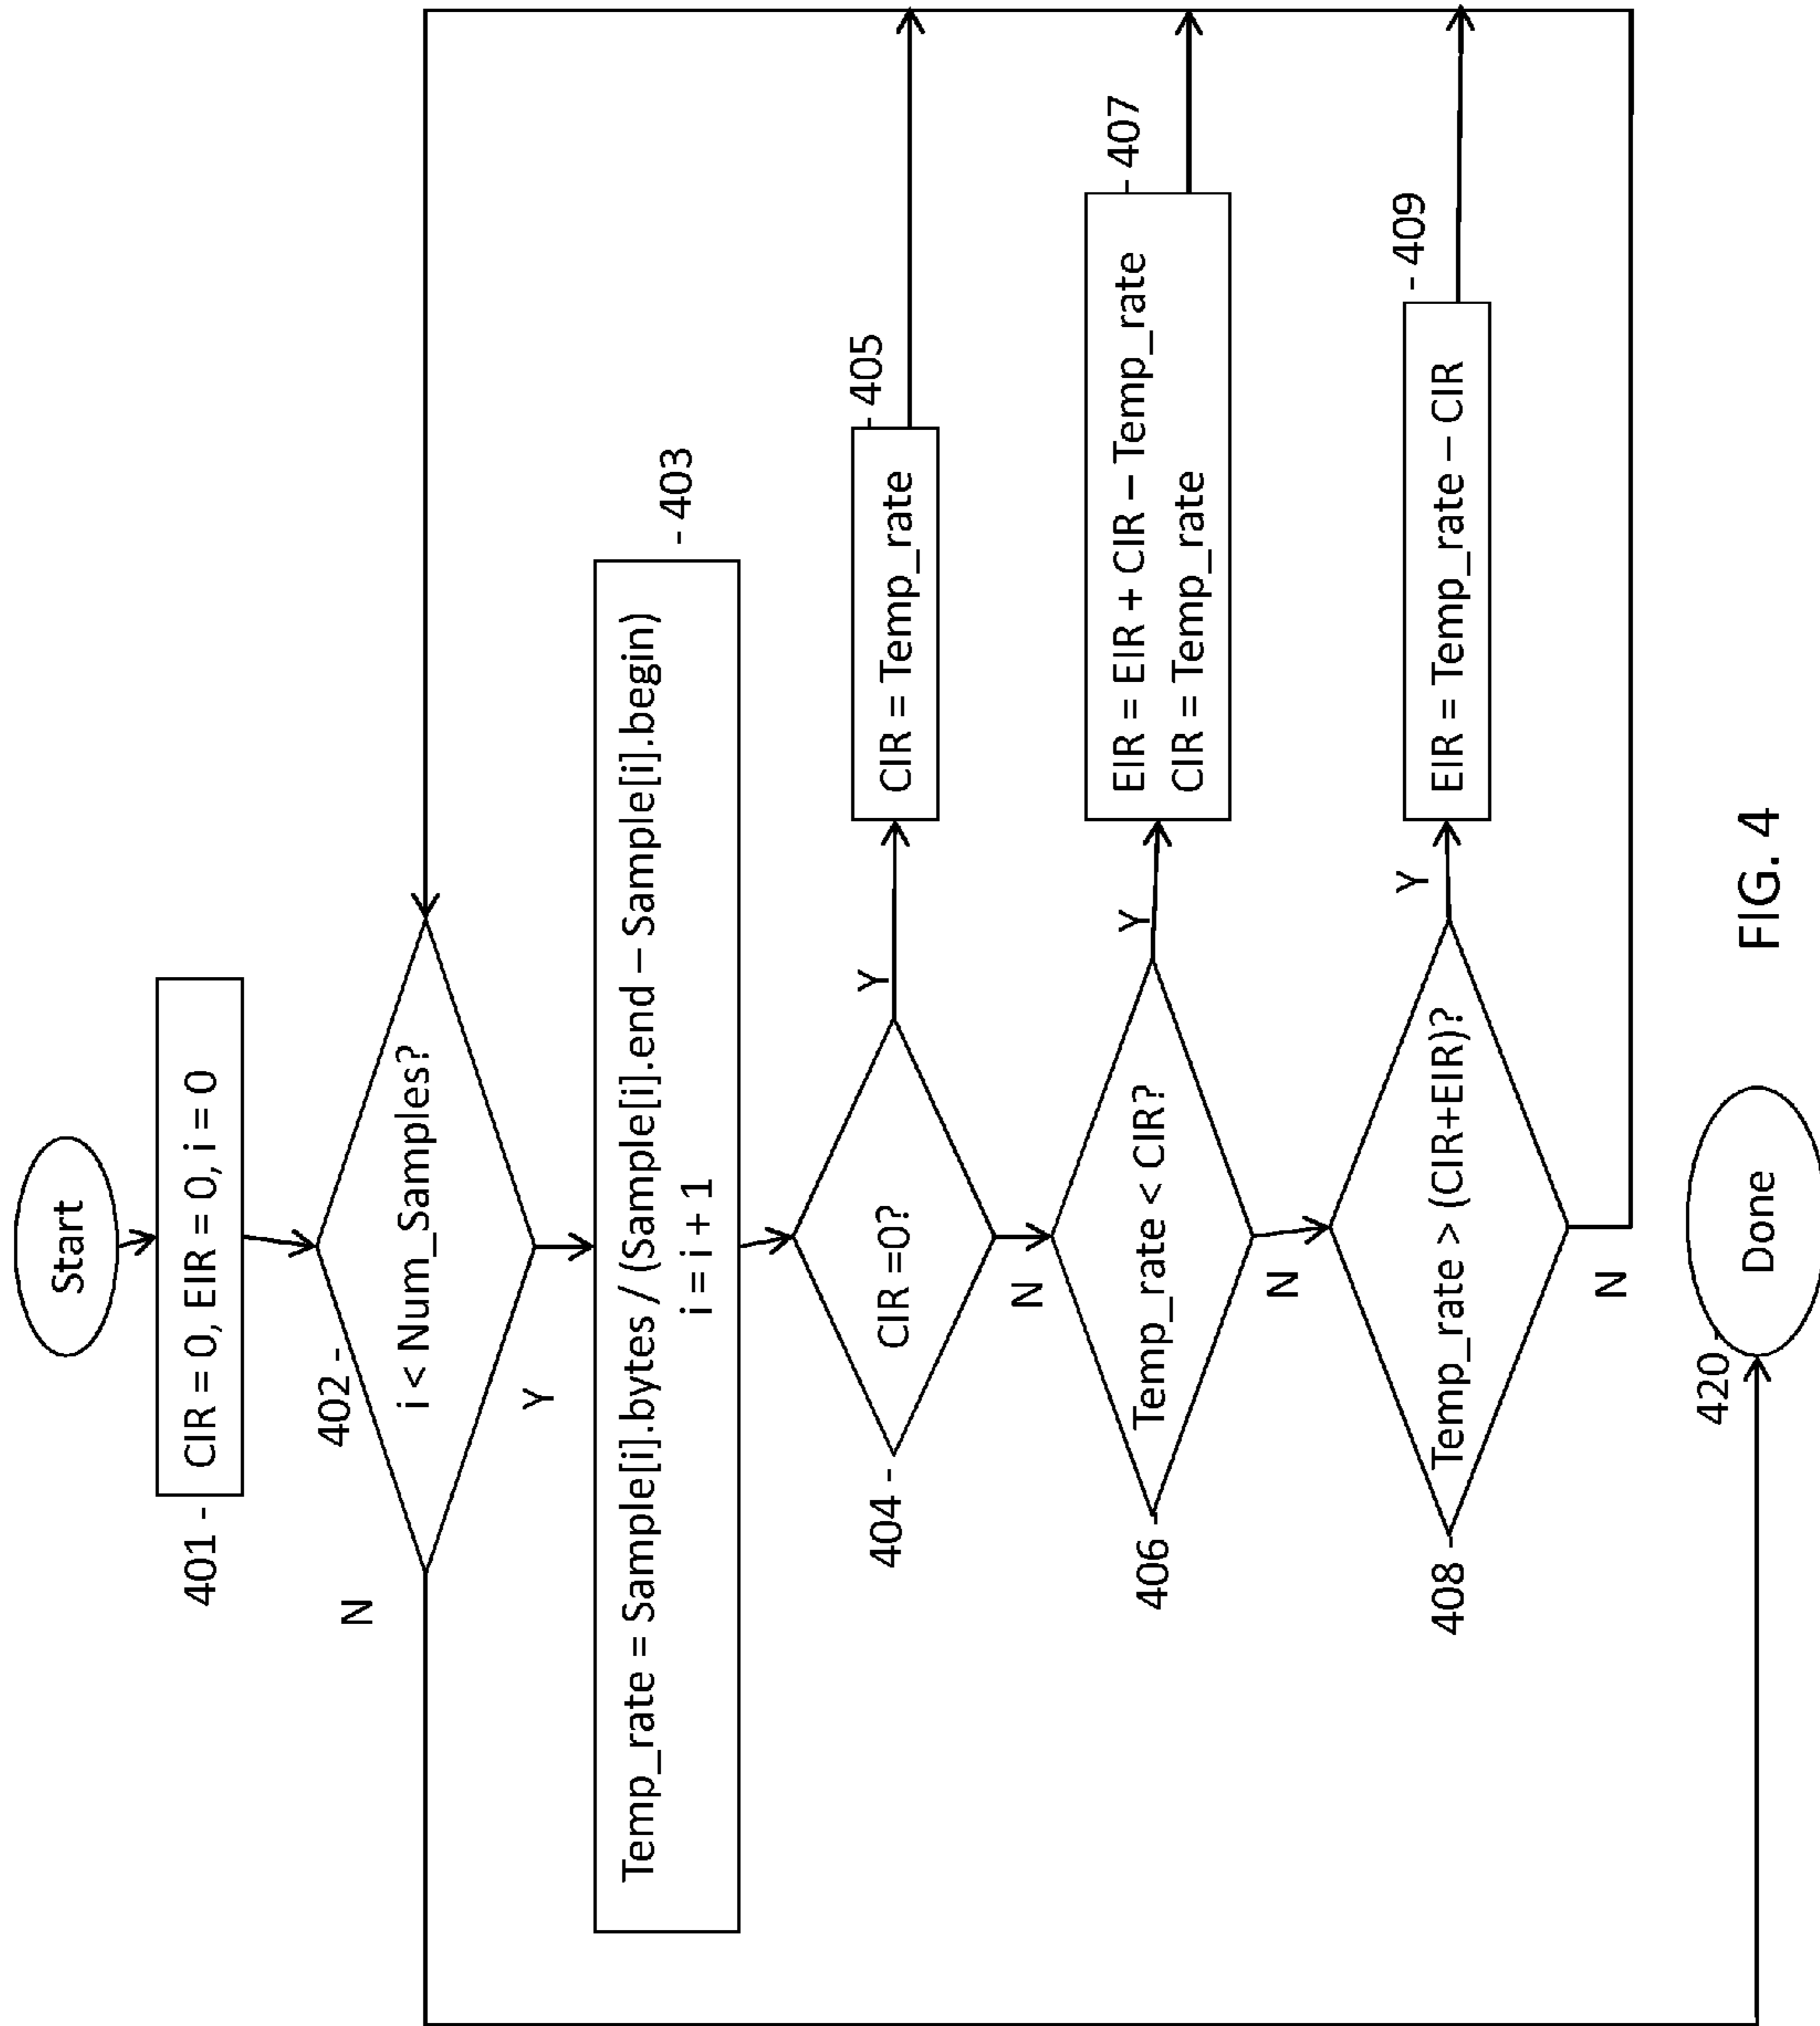 Start
401 - CIR = 0, EIR = 0, i = 0
402 -
i < Num_Samples?
N
Y
Temp_rate = Sample[i].bytes / (Sample[i].end – Sample[i].begin)
i = i + 1
- 403
404 -
CIR =0?
Y
CIR = Temp_rate
- 405
N
406 -
Temp_rate < CIR?
Y
EIR = EIR + CIR – Temp_rate
CIR = Temp_rate
- 407
N
408 -
Temp_rate > (CIR+EIR)?
Y
EIR = Temp_rate – CIR
- 409
N
420 -
Done
FIG. 4